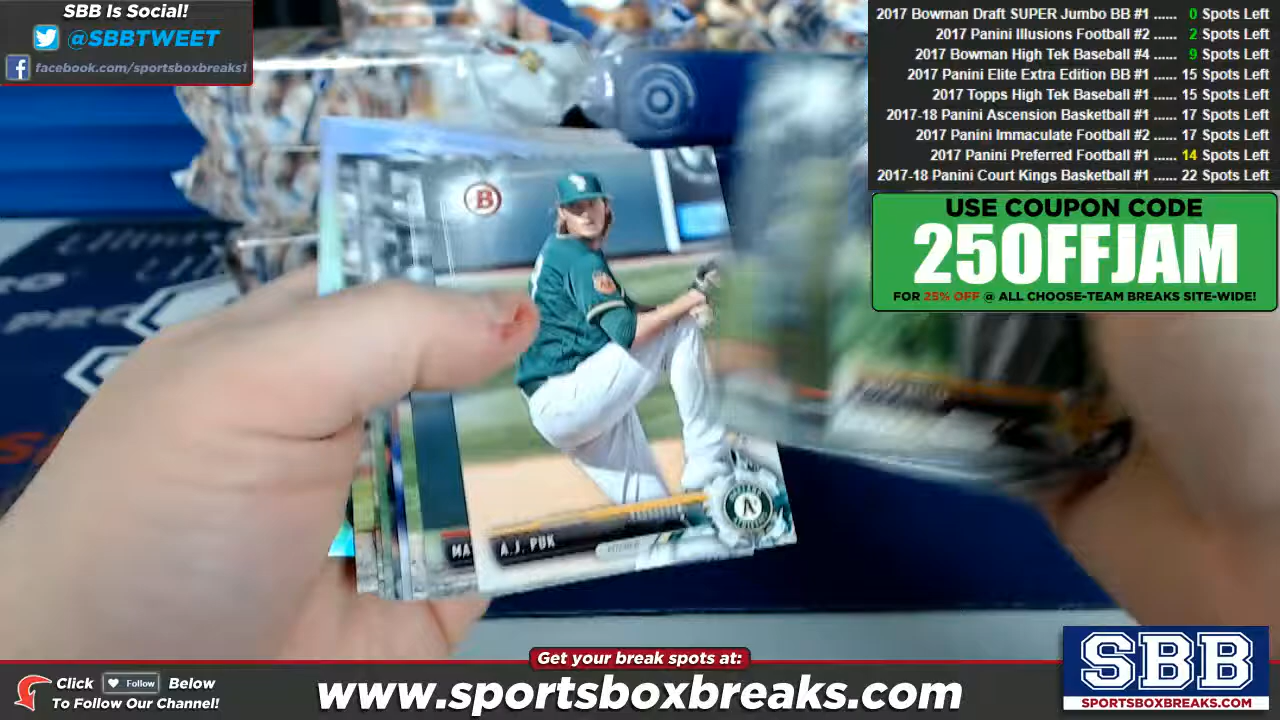 SBB Is Social!
@SBBTWEET
facebook.com/sportsboxbreaks1
2017 Bowman Draft SUPER Jumbo BB #1 ...... 0 Spots Left
2017 Panini Illusions Football #2 ...... 2 Spots Left
2017 Bowman High Tek Baseball #4 ...... 9 Spots Left
2017 Panini Elite Extra Edition BB #1 ...... 15 Spots Left
2017 Topps High Tek Baseball #1 ...... 15 Spots Left
2017-18 Panini Ascension Basketball #1 ...... 17 Spots Left
2017 Panini Immaculate Football #2 ...... 17 Spots Left
2017 Panini Preferred Football #1 ...... 14 Spots Left
2017-18 Panini Court Kings Basketball #1 ...... 22 Spots Left
USE COUPON CODE
25OFFJAM
FOR 25% OFF @ ALL CHOOSE-TEAM BREAKS SITE-WIDE!
B
MA
A.J. PUK
PITCHER
A's
Get your break spots at:
Click Follow Below
To Follow Our Channel!
www.sportsboxbreaks.com
SBB
SPORTSBOXBREAKS.COM